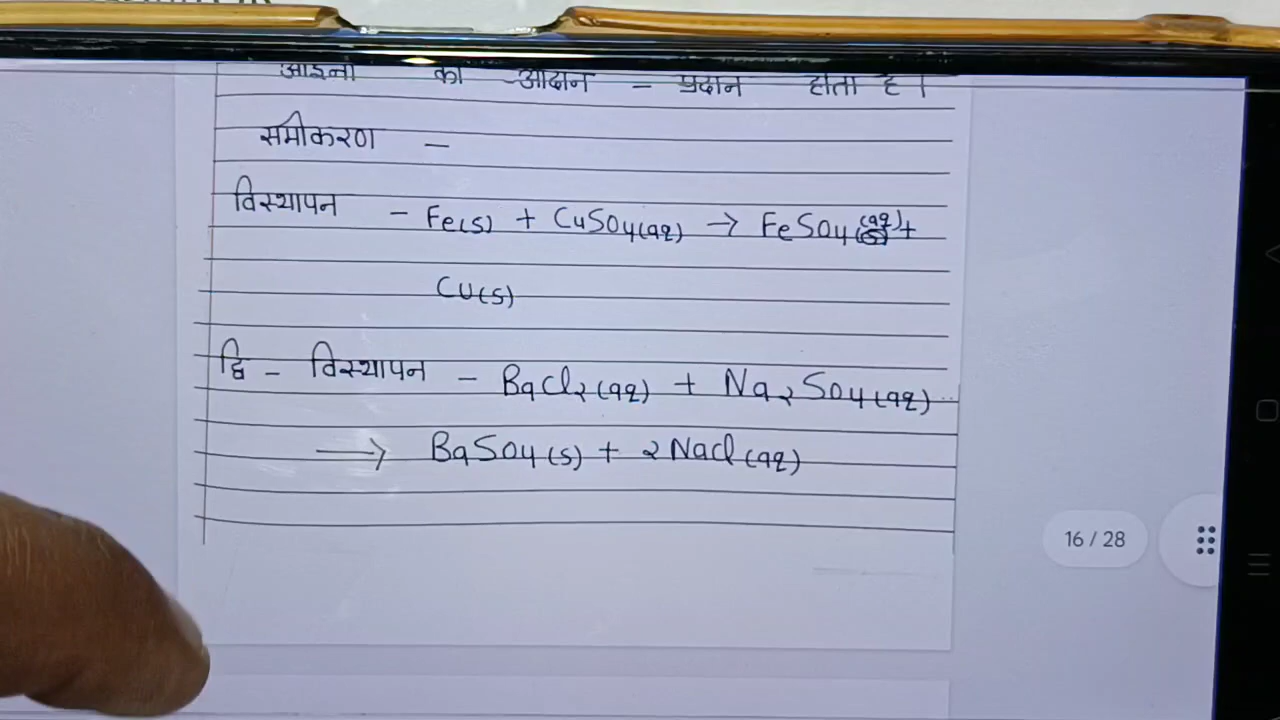 आइनों का आदान - प्रदान होता है।
समीकरण -
विस्थापन - Fe(s) + CuSO4(aq) → FeSO4(aq) +
Cu(s)
द्वि - विस्थापन - BaCl2(aq) + Na2SO4(aq)
→ BaSO4(s) + 2NaCl(aq)
16 / 28